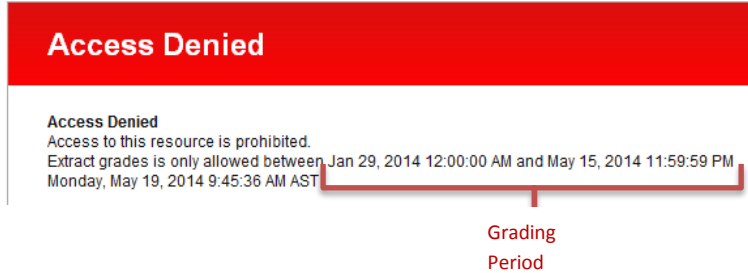 Access Denied
Access Denied
Access to this resource is prohibited.
Extract grades is only allowed between Jan 29, 2014 12:00:00 AM and May 15, 2014 11:59:59 PM
Monday, May 19, 2014 9:45:36 AM AST
Grading
Period